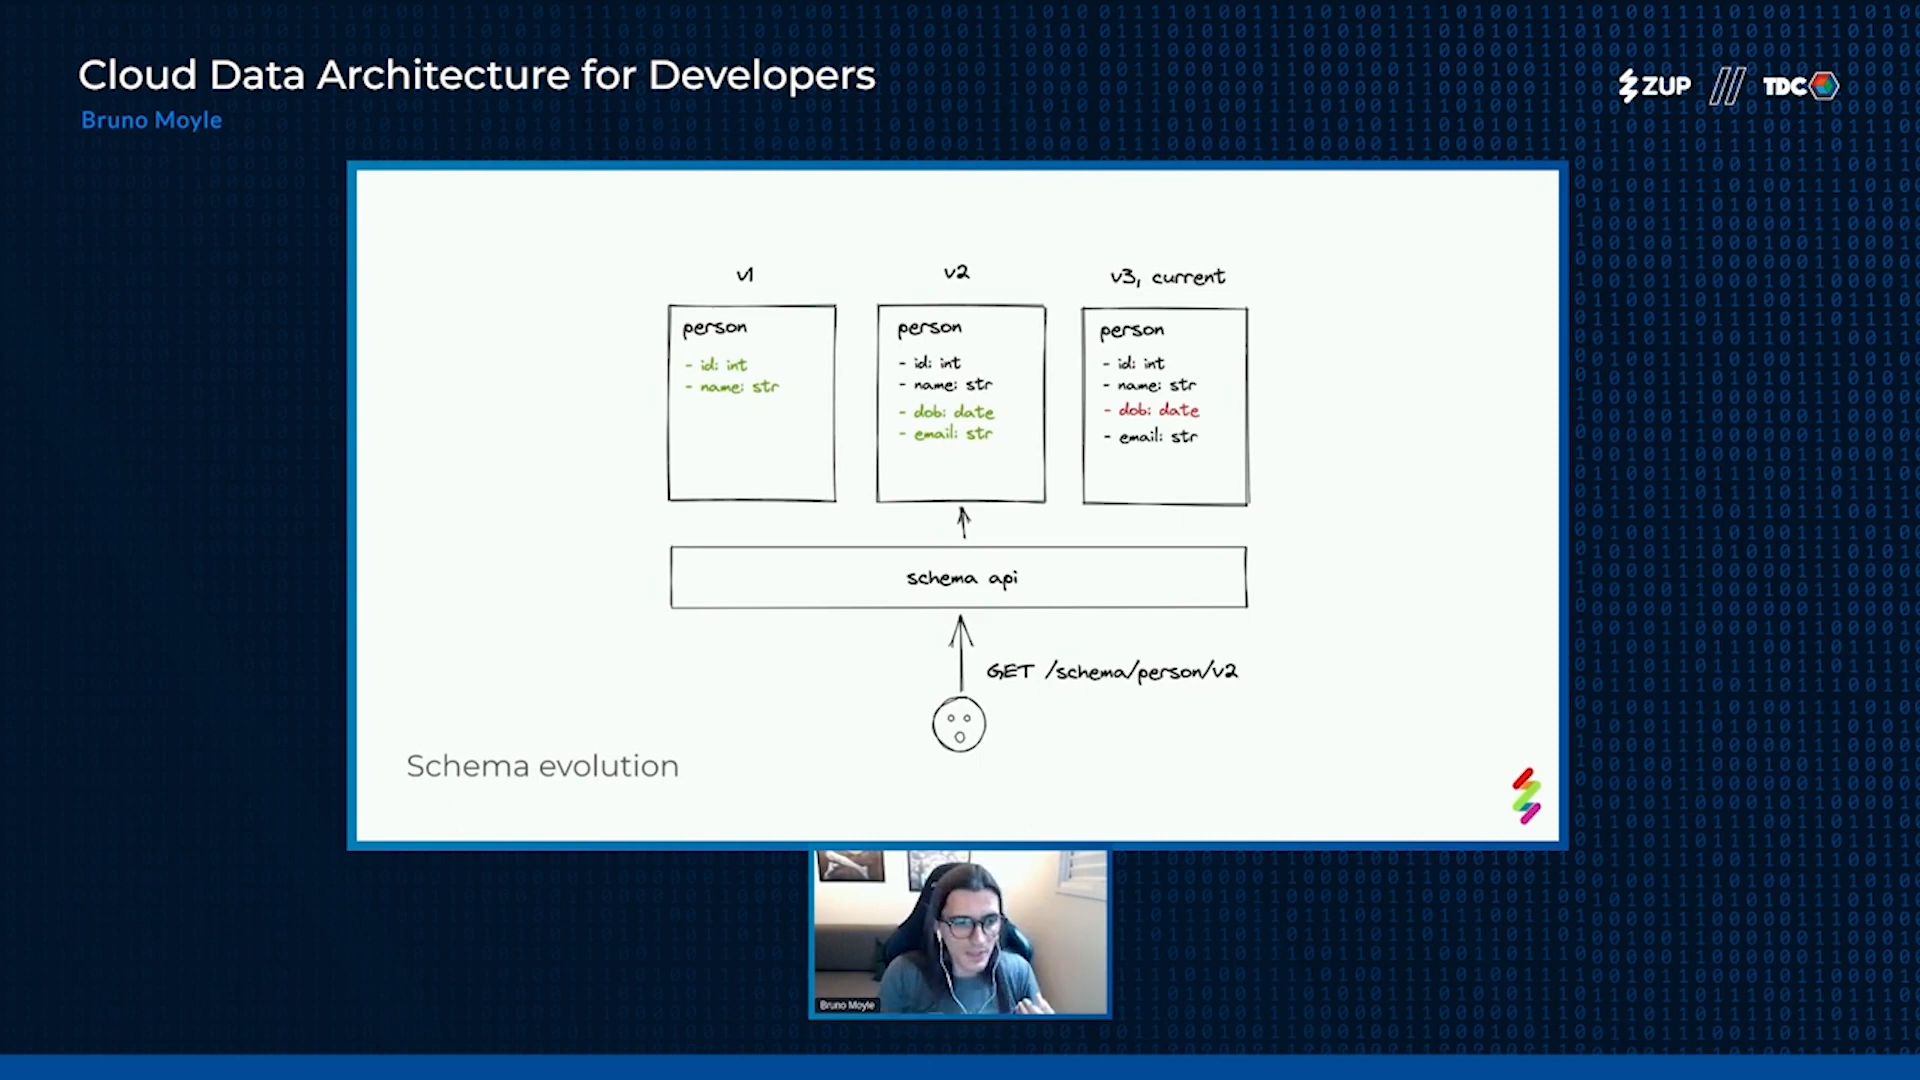 Cloud Data Architecture for Developers
Bruno Moyle
ZUP
TDC
v1
v2
v3, current
person
- id: int
- name: str
person
- id: int
- name: str
- dob: date
- email: str
person
- id: int
- name: str
- dob: date
- email: str
schema api
GET /schema/person/v2
Schema evolution
Bruno Moyle